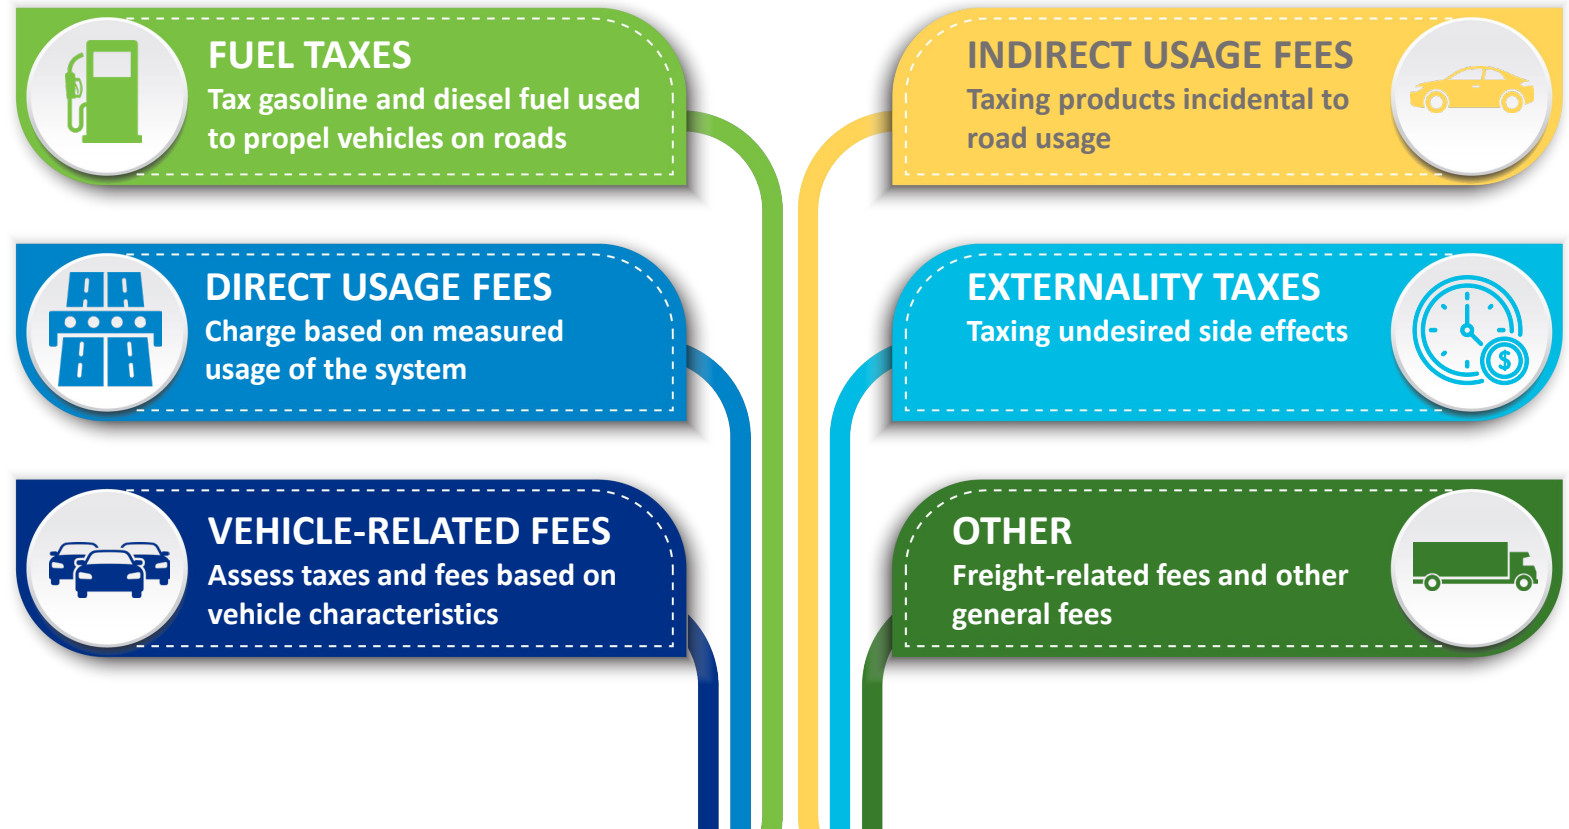 FUEL TAXES
Tax gasoline and diesel fuel used
to propel vehicles on roads
INDIRECT USAGE FEES
Taxing products incidental to
road usage
DIRECT USAGE FEES
Charge based on measured
usage of the system
EXTERNALITY TAXES
Taxing undesired side effects
$
VEHICLE-RELATED FEES
Assess taxes and fees based on
vehicle characteristics
OTHER
Freight-related fees and other
general fees